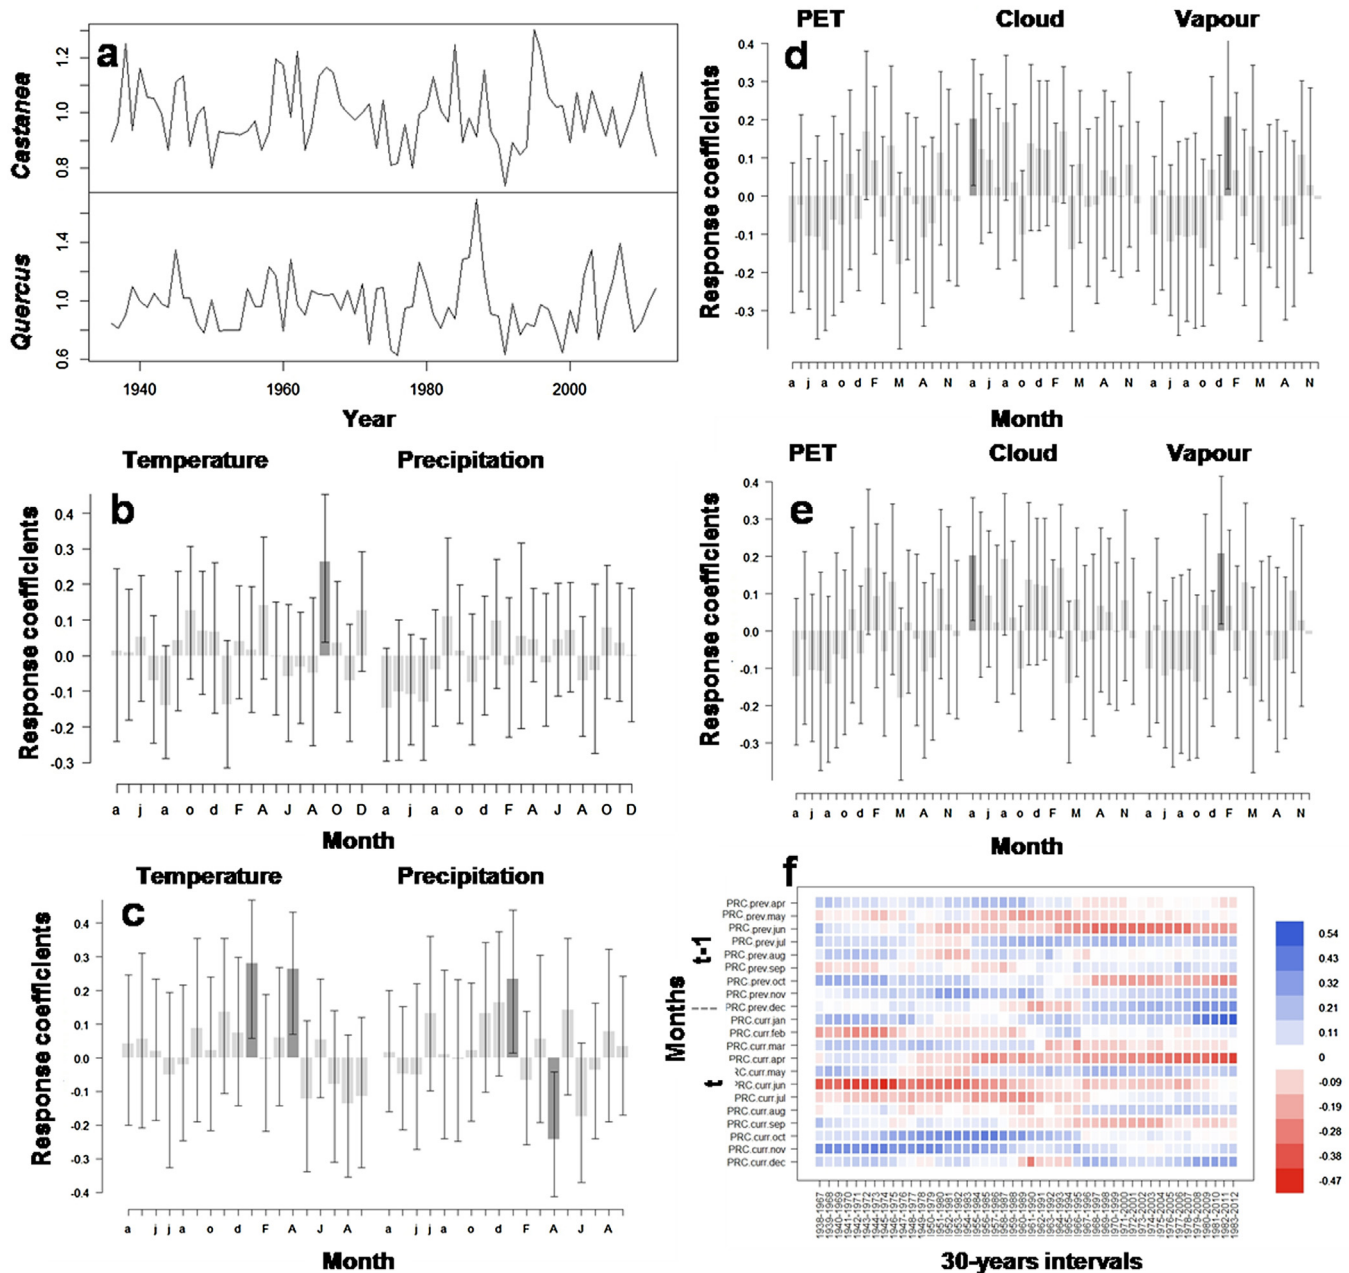 a
Castanea
0.8 1.0 1.2
Quercus
0.6 1.0 1.4
1940 1960 1980 2000
Year
PET Cloud Vapour
d
Response coefficients
0.4
0.3
0.2
0.1
0.0
-0.1
-0.2
-0.3
a j a o d F M A N a j a o d F M A N a j a o d F M A N
Month
Temperature Precipitation
b
Response coefficients
0.4
0.3
0.2
0.1
0.0
-0.1
-0.2
-0.3
a j a o d F A J A O D a j a o d F A J A O D
Month
PET Cloud Vapour
e
Response coefficients
0.4
0.3
0.2
0.1
0.0
-0.1
-0.2
-0.3
a j a o d F M A N a j a o d F M A N a j a o d F M A N
Month
Temperature Precipitation
c
Response coefficients
0.4
0.3
0.2
0.1
0.0
-0.1
-0.2
-0.3
-0.4
a j j a o d F A J A a j j a o d F A J A
Month
f
Months
t-1
t
PRC.prev.apr
PRC.prev.may
PRC.prev.jun
PRC.prev.jul
PRC.prev.aug
PRC.prev.sep
PRC.prev.oct
PRC.prev.nov
PRC.prev.dec
PRC.curr.jan
PRC.curr.feb
PRC.curr.mar
PRC.curr.apr
RC.curr.may
PRC.curr.jun
PRC.curr.jul
PRC.curr.aug
PRC.curr.sep
PRC.curr.oct
PRC.curr.nov
PRC.curr.dec
0.54
0.43
0.32
0.21
0.11
0
-0.09
-0.19
-0.28
-0.38
-0.47
30-years intervals